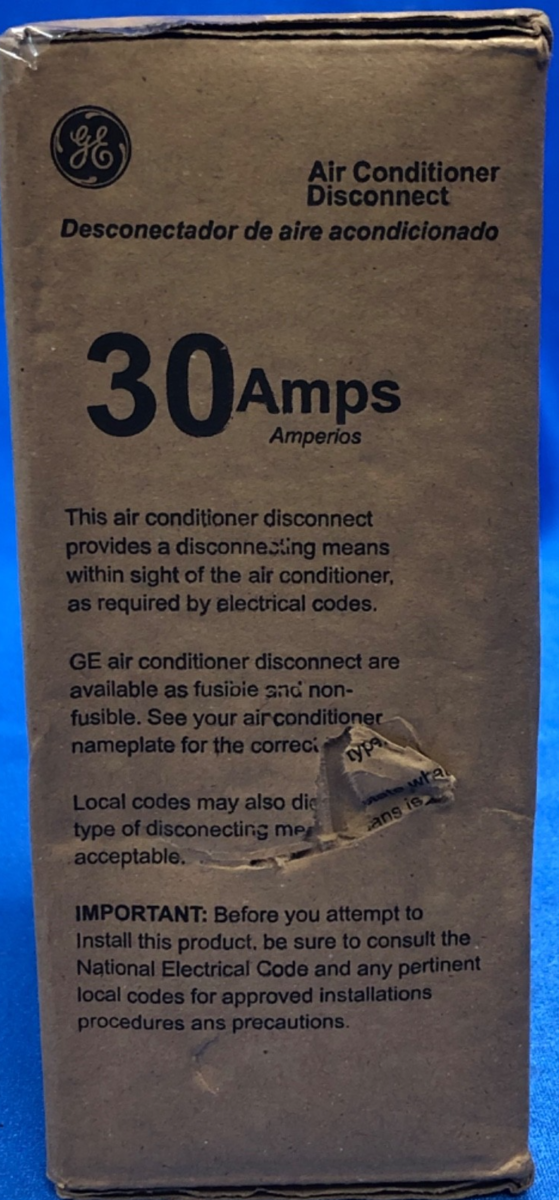 GE
Air Conditioner
Disconnect
Desconectador de aire acondicionado
30 Amps
Amperios
This air conditioner disconnect
provides a disconnecting means
within sight of the air conditioner,
as required by electrical codes.
GE air conditioner disconnect are
available as fusible and non-
fusible. See your air conditioner
nameplate for the correct type.
Local codes may also
type of disconecting
acceptable.
IMPORTANT: Before you attempt to
Install this product, be sure to consult the
National Electrical Code and any pertinent
local codes for approved installations
procedures ans precautions.